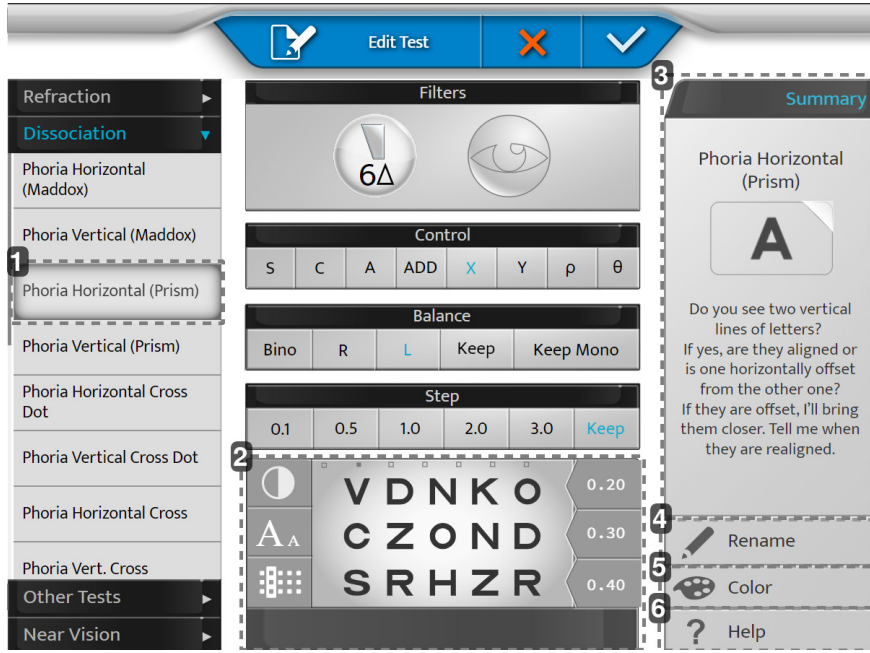 Edit Test
3
Summary
Refraction
Dissociation
Phoria Horizontal
(Maddox)
Phoria Vertical (Maddox)
1
Phoria Horizontal (Prism)
Phoria Vertical (Prism)
Phoria Horizontal Cross
Dot
Phoria Vertical Cross Dot
Phoria Horizontal Cross
Phoria Vert. Cross
Other Tests
Near Vision
Filters
6Δ
Control
S C A ADD X Y ρ θ
Balance
Bino R L Keep Keep Mono
Step
0.1 0.5 1.0 2.0 3.0 Keep
2
V D N K O 0.20
A A C Z O N D 0.30
S R H Z R 0.40
Phoria Horizontal
(Prism)
A
Do you see two vertical
lines of letters?
If yes, are they aligned or
is one horizontally offset
from the other one?
If they are offset, I'll bring
them closer. Tell me when
they are realigned.
4
Rename
5
Color
6
? Help